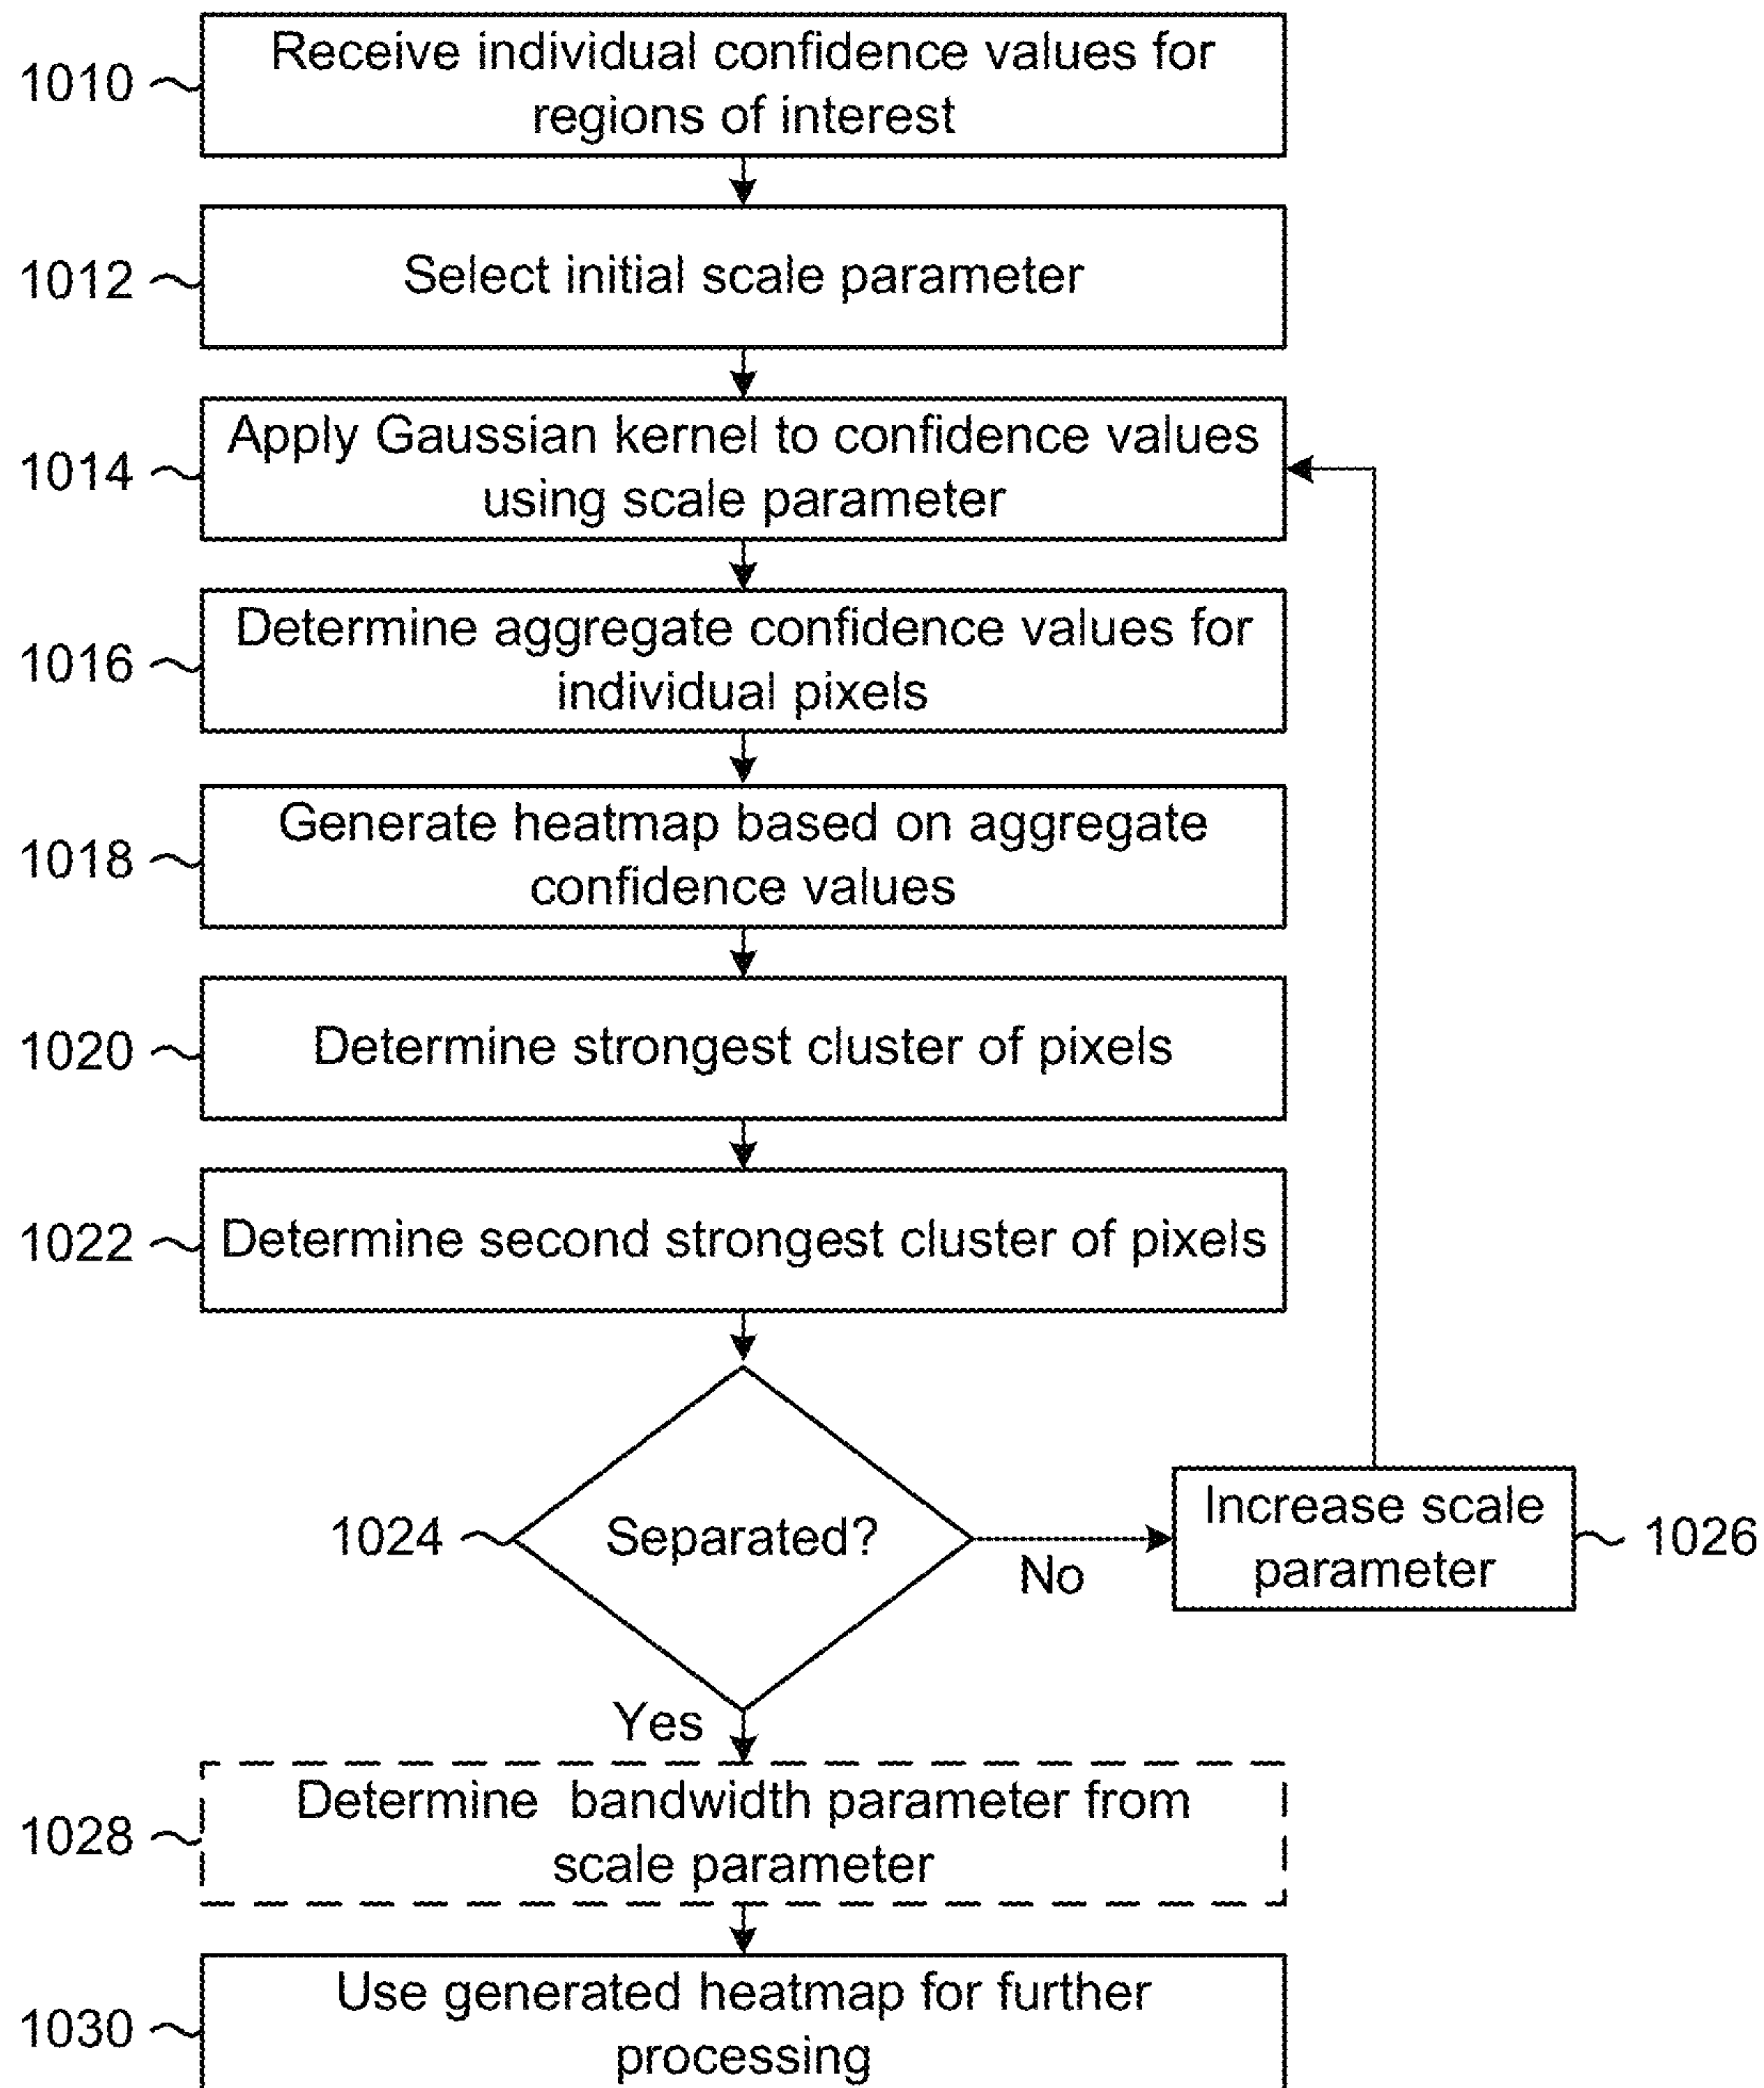 1010
Receive individual confidence values for
regions of interest
1012
Select initial scale parameter
1014
Apply Gaussian kernel to confidence values
using scale parameter
1016
Determine aggregate confidence values for
individual pixels
1018
Generate heatmap based on aggregate
confidence values
1020
Determine strongest cluster of pixels
1022
Determine second strongest cluster of pixels
1024
Separated?
No
Increase scale
parameter
1026
Yes
1028
Determine bandwidth parameter from
scale parameter
1030
Use generated heatmap for further
processing